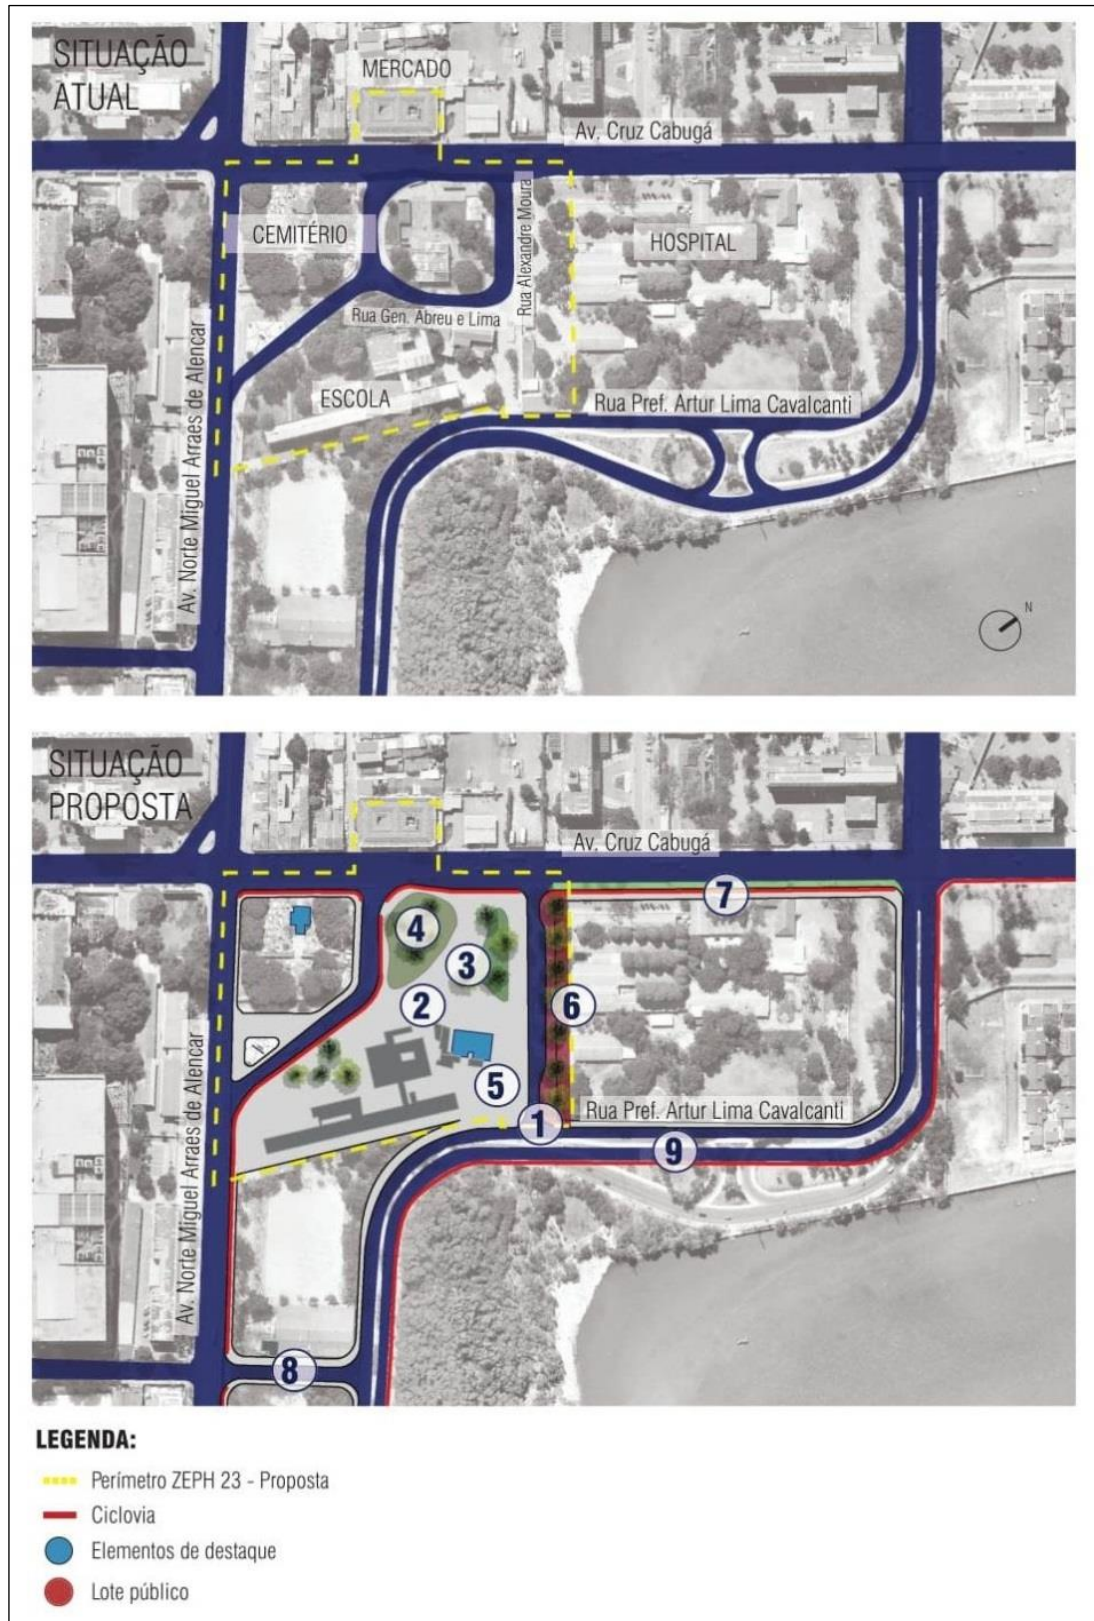 SITUAÇÃO
ATUAL
MERCADO
Av. Cruz Cabugá
CEMITÉRIO
Rua Alexandre Moura
HOSPITAL
Rua Gen. Abreu e Lima
ESCOLA
Rua Pref. Artur Lima Cavalcanti
Av. Norte Miguel Arraes de Alencar
N
SITUAÇÃO
PROPOSTA
Av. Cruz Cabugá
7
4
3
2
6
5
Rua Pref. Artur Lima Cavalcanti
1
9
Av. Norte Miguel Arraes de Alencar
8
LEGENDA:
Perímetro ZEPH 23 - Proposta
Ciclovia
Elementos de destaque
Lote público